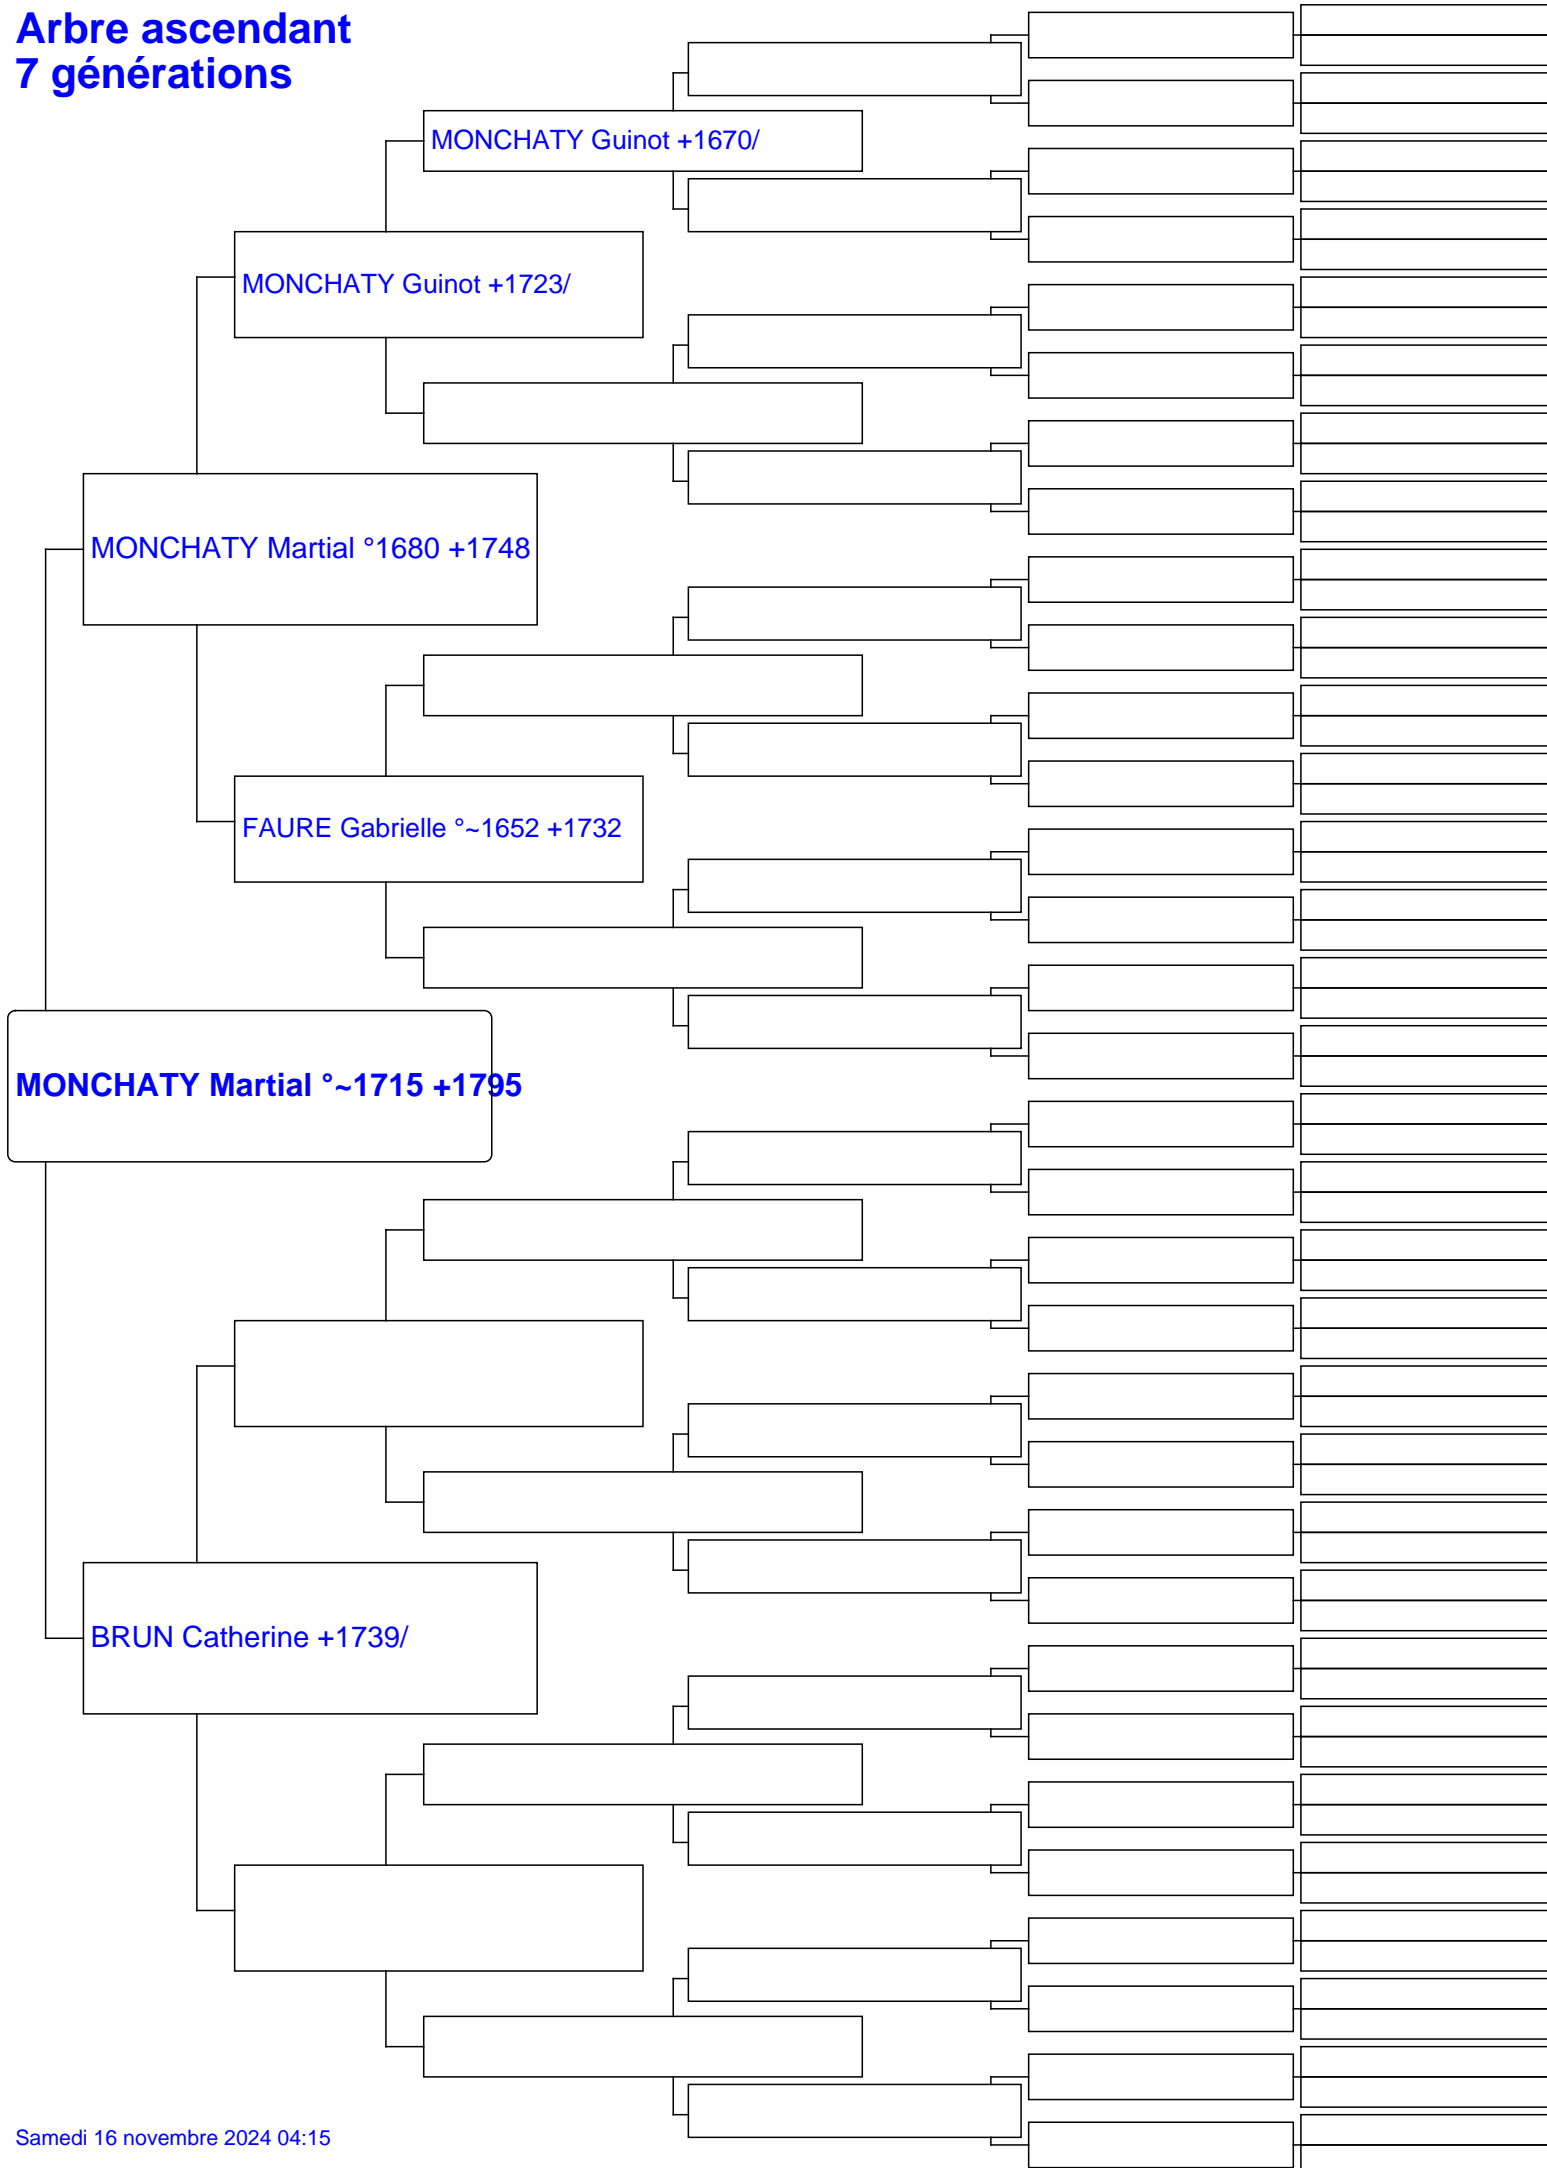 Arbre ascendant
7 générations
MONCHATY Guinot +1670/
MONCHATY Guinot +1723/
MONCHATY Martial °1680 +1748
FAURE Gabrielle °~1652 +1732
MONCHATY Martial °~1715 +1795
BRUN Catherine +1739/
Samedi 16 novembre 2024 04:15